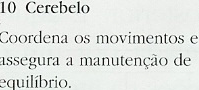 10 Cerebelo
Coordena os movimentos e
assegura a manutenção de
equilíbrio.